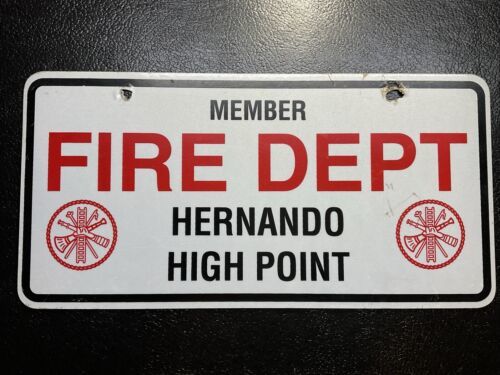 MEMBER
FIRE DEPT
HERNANDO
HIGH POINT